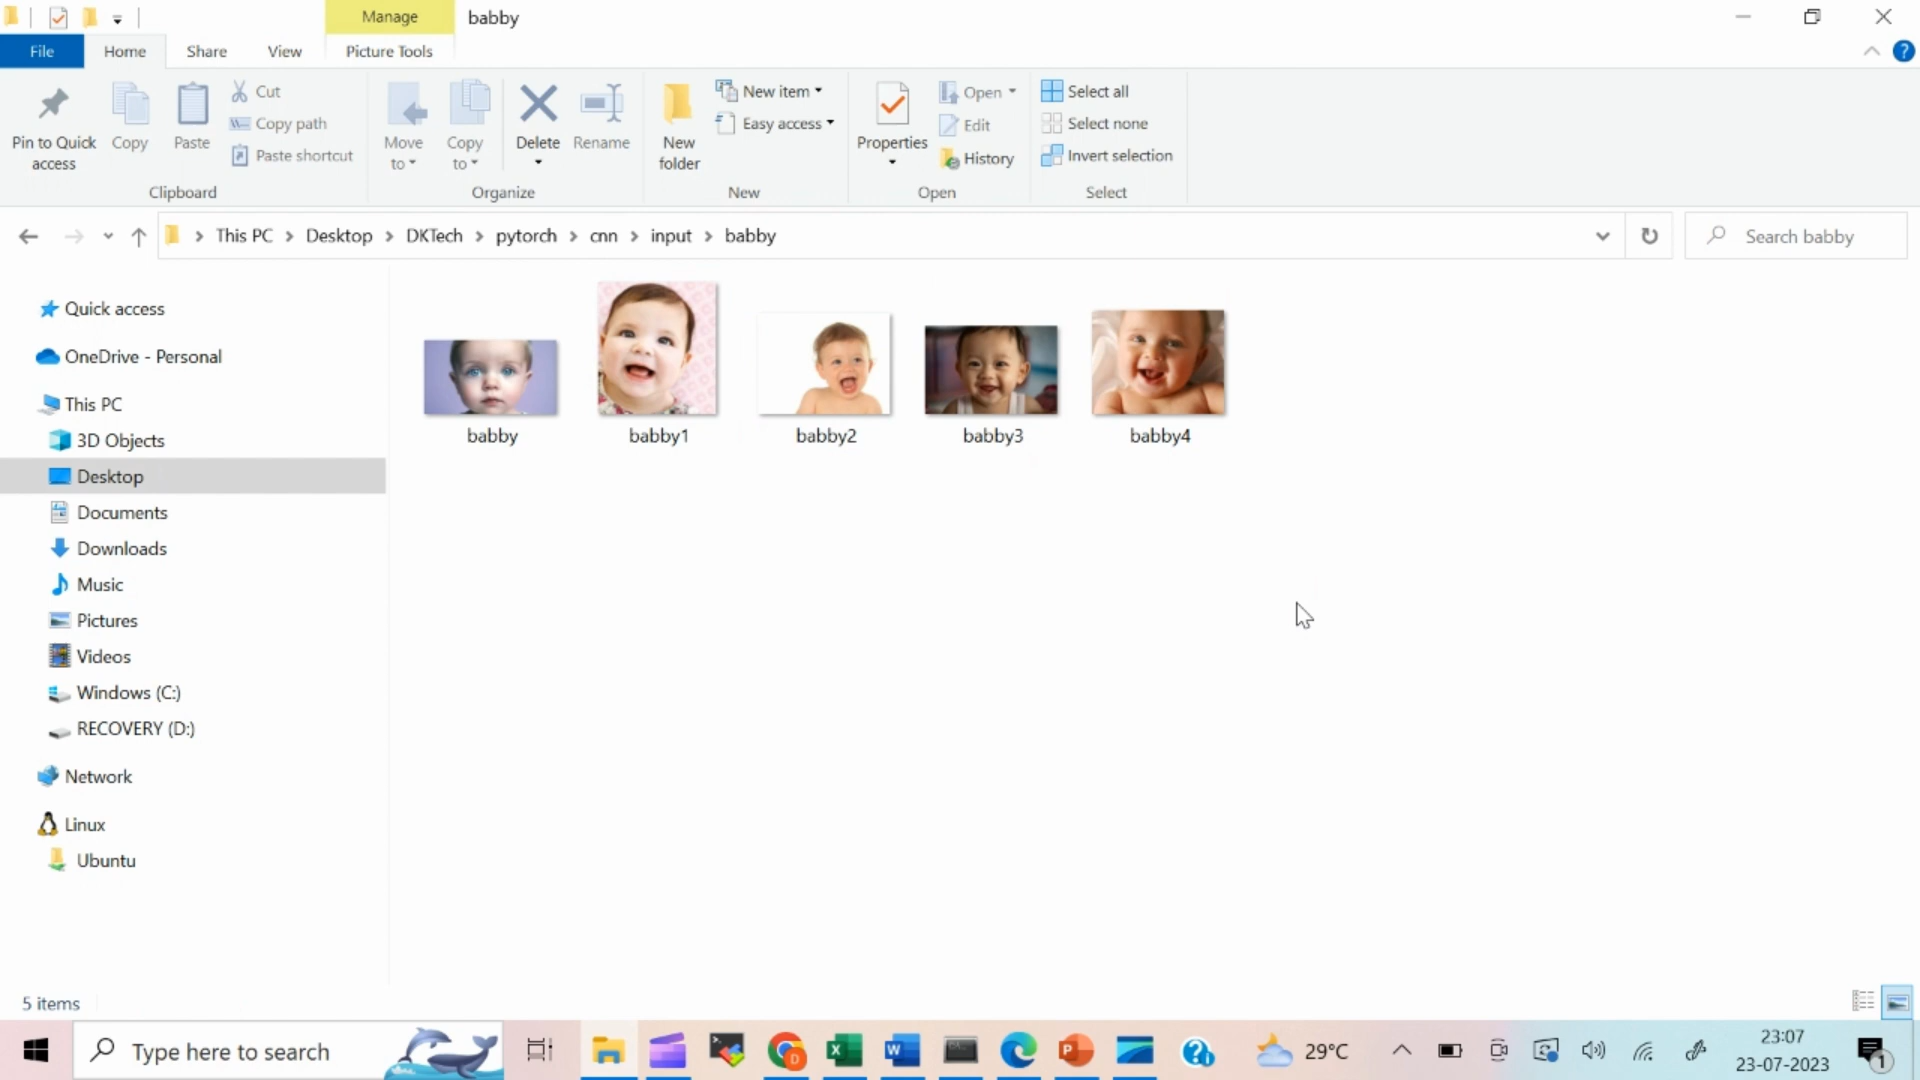 Manage
babby
File
Home
Share
View
Picture Tools
Pin to Quick access
Copy
Paste
Cut
Copy path
Paste shortcut
Clipboard
Move to
Copy to
Delete
Rename
Organize
New folder
New item
Easy access
New
Properties
Open
Edit
History
Open
Select all
Select none
Invert selection
Select
This PC > Desktop > DKTech > pytorch > cnn > input > babby
Search babby
Quick access
OneDrive - Personal
This PC
3D Objects
Desktop
Documents
Downloads
Music
Pictures
Videos
Windows (C:)
RECOVERY (D:)
Network
Linux
Ubuntu
babby
babby1
babby2
babby3
babby4
5 items
Type here to search
29°C
23:07
23-07-2023
1